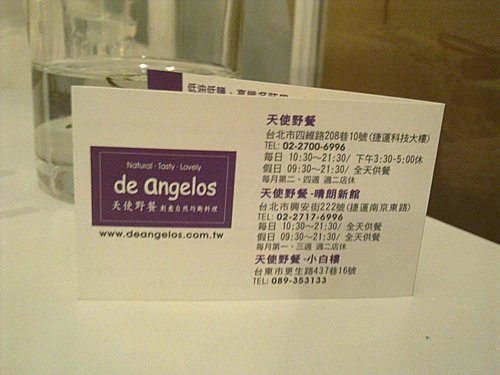 Natural · Tasty · Lovely
de angelos
天使野餐 創意自然均衡料理
www.deangelos.com.tw
天使野餐
台北市四維路208巷10號(捷運科技大樓)
TEL: 02-2700-6996
每日 10:30~21:30/ 下午3:30-5:00休
假日 09:30~21:30/ 全天供餐
每月第二、四週 週二店休
天使野餐-晴朗新館
台北市興安街222號(捷運南京東路)
TEL: 02-2717-6996
每日 10:30~21:30/ 全天供餐
假日 09:30~21:30/ 全天供餐
每月第一、三週 週二店休
天使野餐-小白樓
台東市更生路437巷16號
TEL: 089-353133